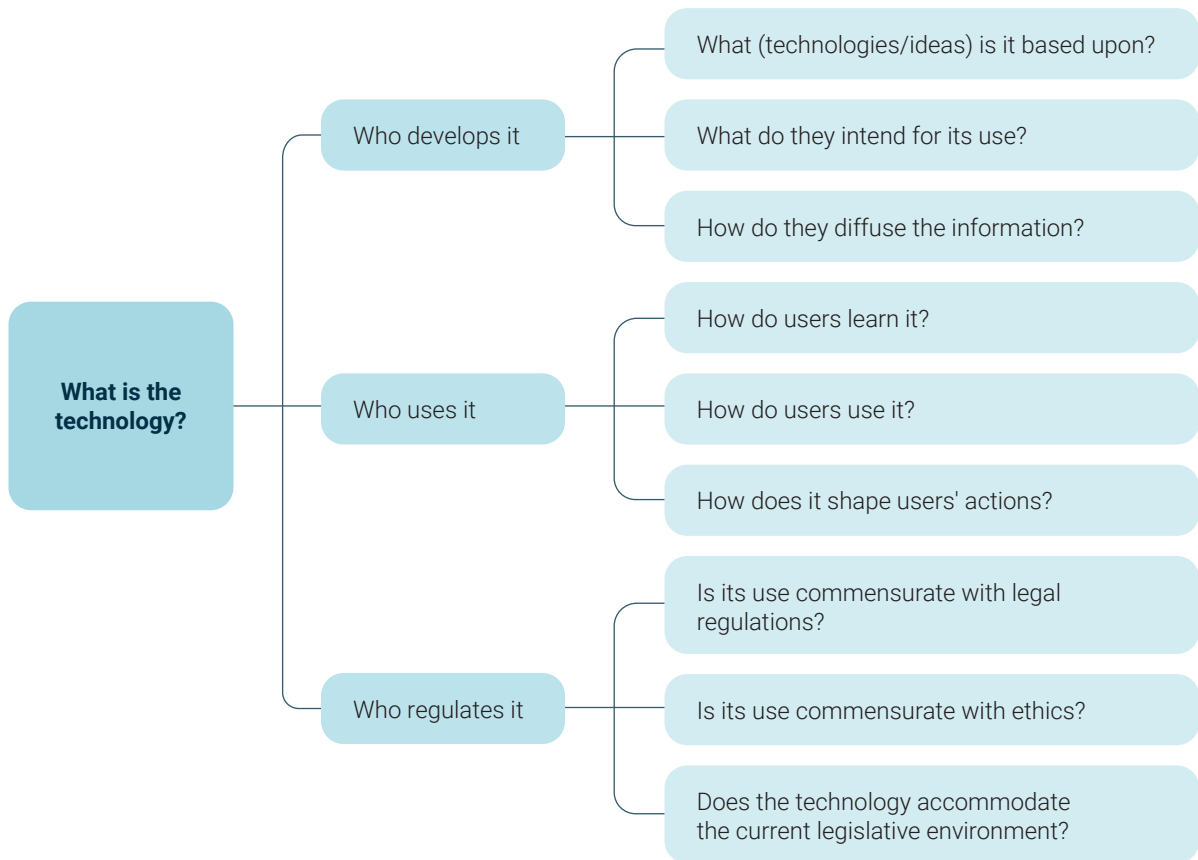 What is the
technology?
Who develops it
What (technologies/ideas) is it based upon?
What do they intend for its use?
How do they diffuse the information?
Who uses it
How do users learn it?
How do users use it?
How does it shape users' actions?
Who regulates it
Is its use commensurate with legal
regulations?
Is its use commensurate with ethics?
Does the technology accommodate
the current legislative environment?